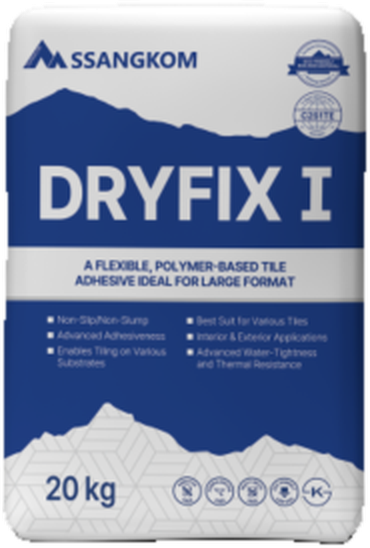 SSANGKOM
C2S1TE
DRYFIX I
A FLEXIBLE, POLYMER-BASED TILE
ADHESIVE IDEAL FOR LARGE FORMAT
Non-Slip/Non-Slump
Advanced Adhesiveness
Enables Tiling on Various
Substrates
Best Suit for Various Tiles
Interior & Exterior Applications
Advanced Water-Tightness
and Thermal Resistance
20 kg
K